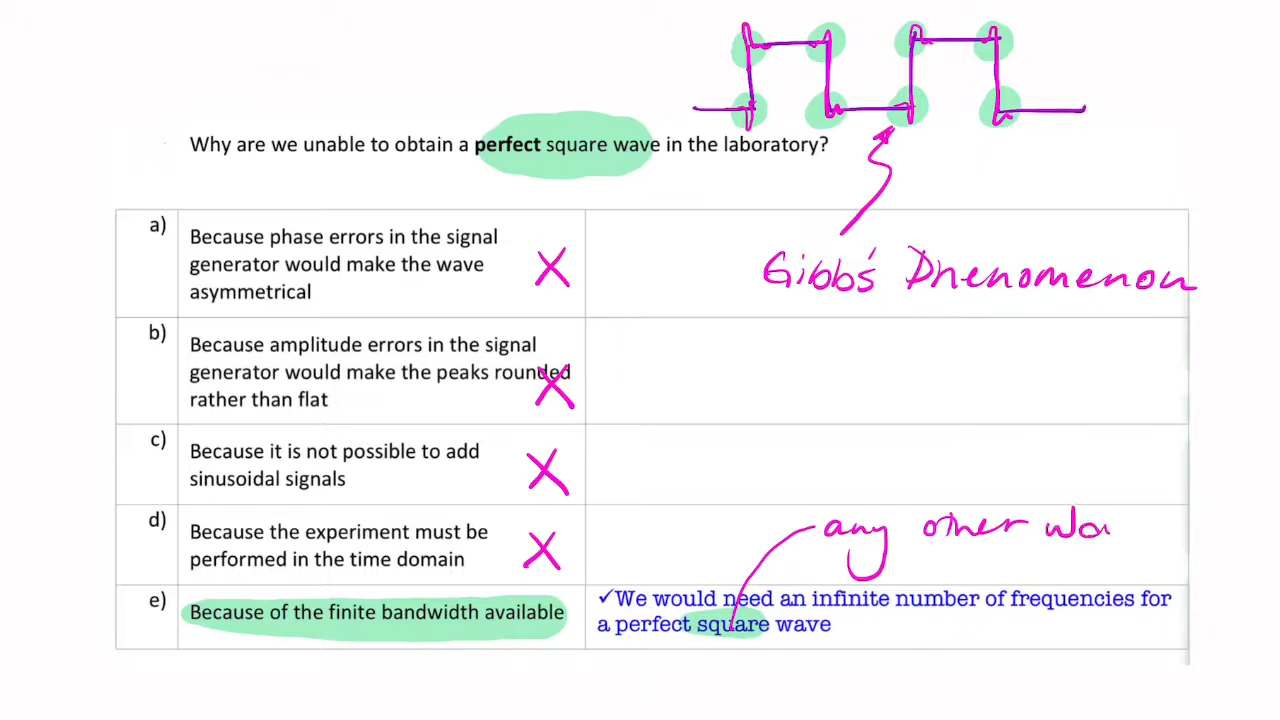 Why are we unable to obtain a perfect square wave in the laboratory?
a)
Because phase errors in the signal
generator would make the wave
asymmetrical
Gibb's Phenomenon
b)
Because amplitude errors in the signal
generator would make the peaks rounded
rather than flat
c)
Because it is not possible to add
sinusoidal signals
d)
Because the experiment must be
performed in the time domain
any other wa
e)
Because of the finite bandwidth available
✓We would need an infinite number of frequencies for
a perfect square wave